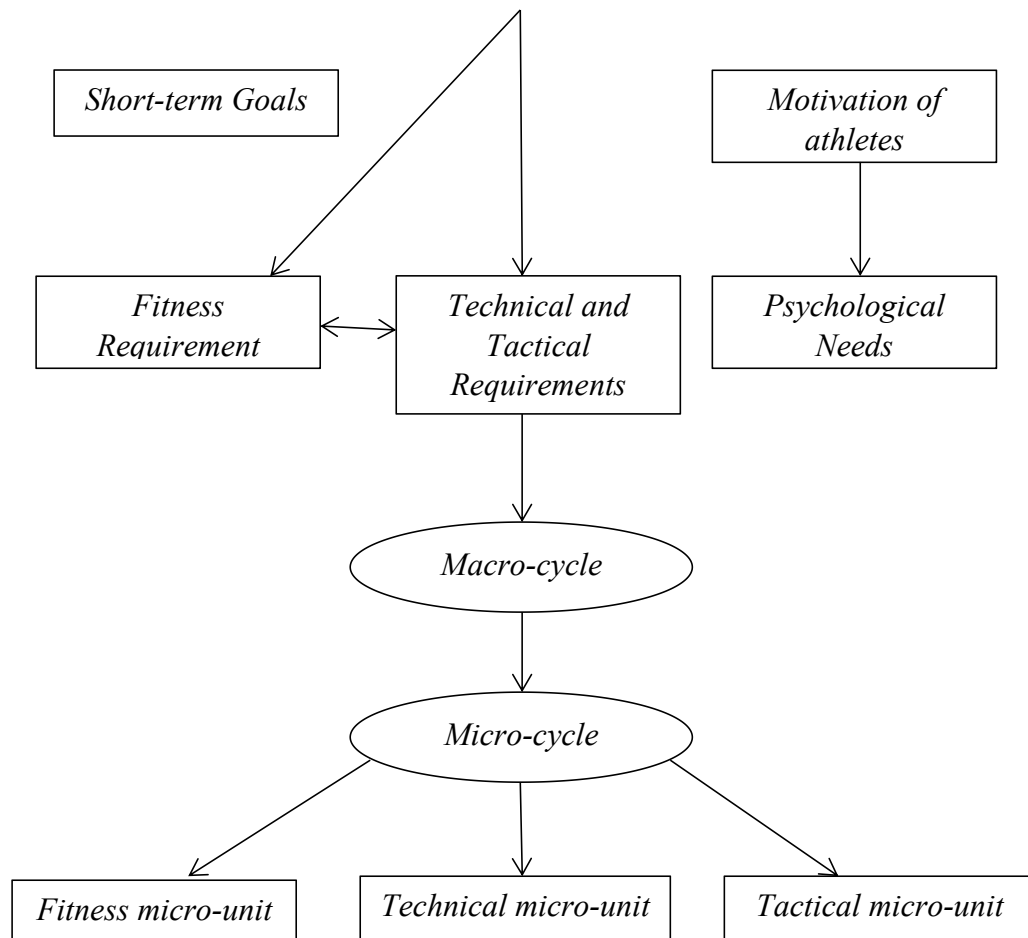 Short-term Goals
Motivation of
athletes
Fitness
Requirement
Technical and
Tactical
Requirements
Psychological
Needs
Macro-cycle
Micro-cycle
Fitness micro-unit
Technical micro-unit
Tactical micro-unit